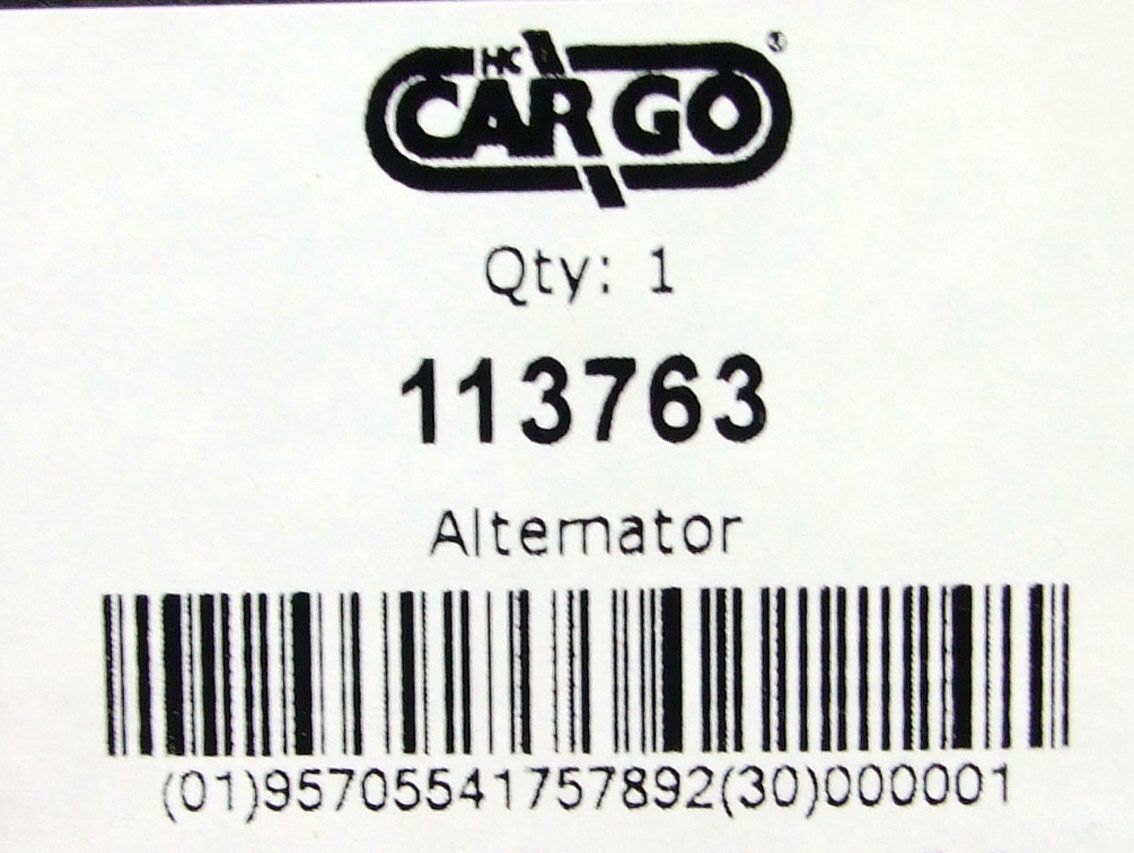 HC
CARGO®
Qty: 1
113763
Alternator
(01)95705541757892(30)000001